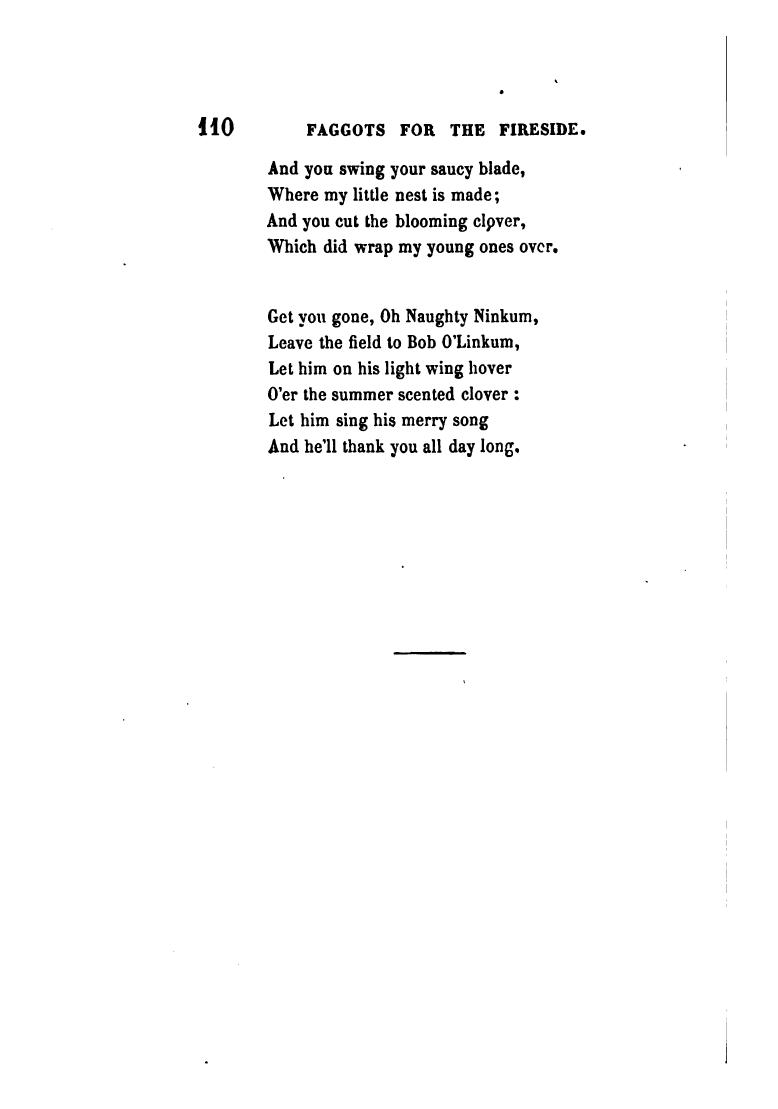 110 FAGGOTS FOR THE FIRESIDE.
And you swing your saucy blade,
Where my little nest is made;
And you cut the blooming clover,
Which did wrap my young ones over.
Get you gone, Oh Naughty Ninkum,
Leave the field to Bob O'Linkum,
Let him on his light wing hover
O'er the summer scented clover :
Let him sing his merry song
And he'll thank you all day long.